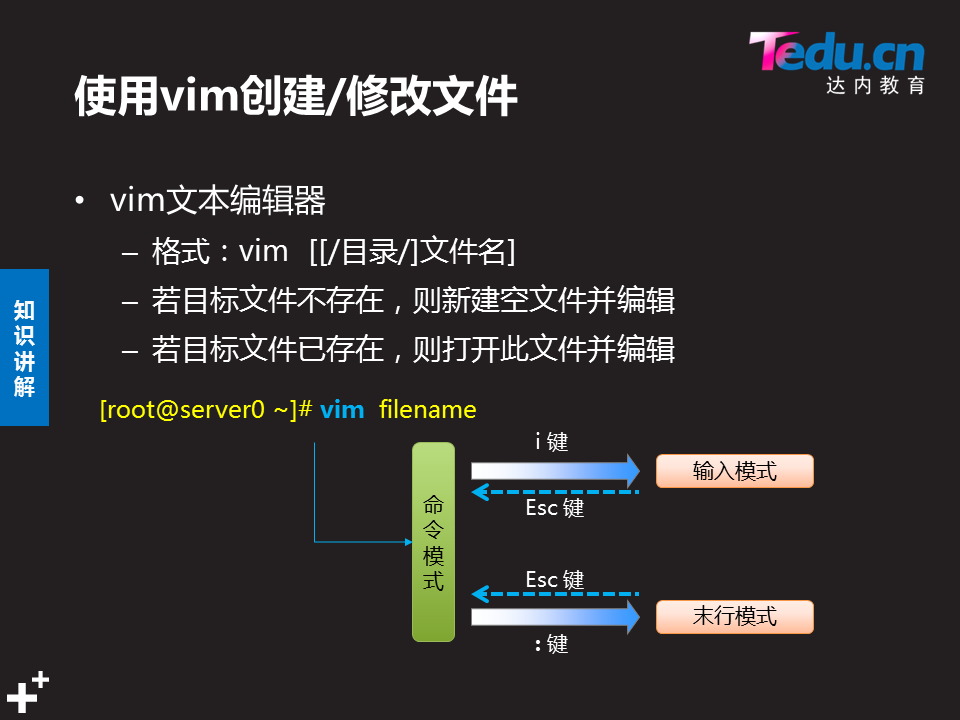 Tedu.cn
达内教育
使用vim创建/修改文件
• vim文本编辑器
– 格式：vim [[/目录/]文件名]
– 若目标文件不存在，则新建空文件并编辑
– 若目标文件已存在，则打开此文件并编辑
知识讲解
[root@server0 ~]# vim filename
命令模式
i 键
输入模式
Esc 键
Esc 键
末行模式
: 键